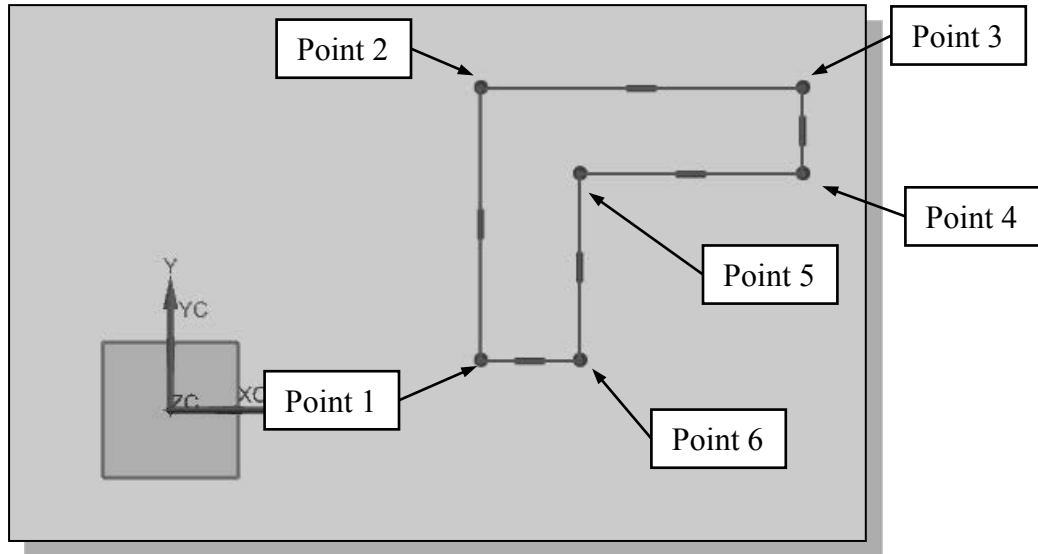 Point 2
Point 3
Point 4
Point 5
Y
YC
ZC
XC
Point 1
Point 6